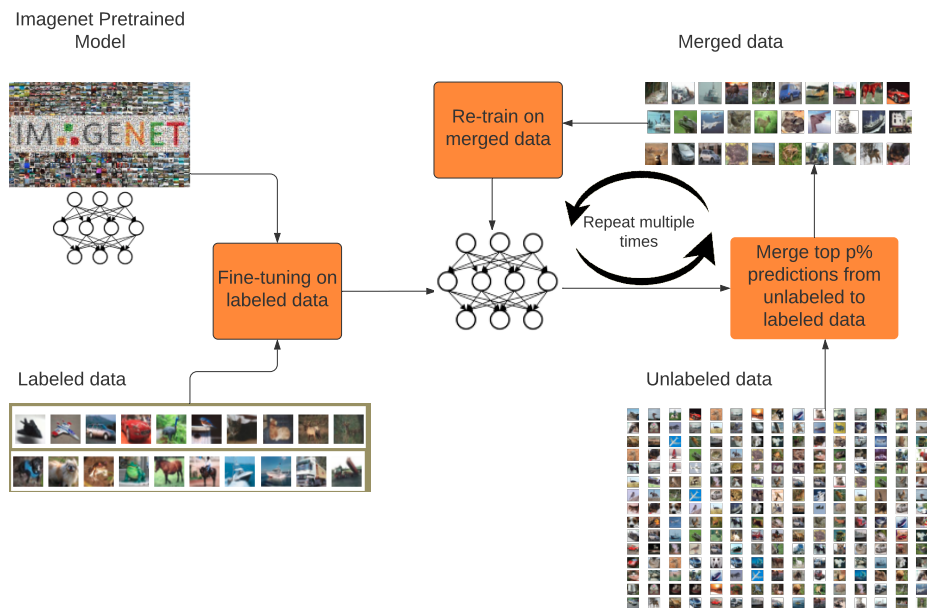 Imagenet Pretrained
Model
IMAGENET
Merged data
Re-train on
merged data
Repeat multiple
times
Fine-tuning on
labeled data
Merge top p%
predictions from
unlabeled to
labeled data
Labeled data
Unlabeled data